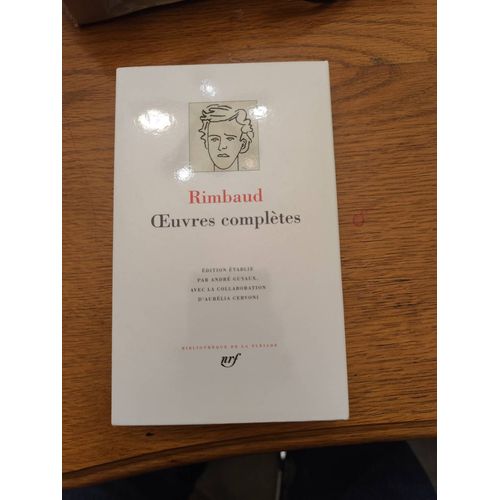 Rimbaud
Œuvres complètes
ÉDITION ÉTABLIE
PAR ANDRÉ GUYAUX,
AVEC LA COLLABORATION
D'AURÉLIA CERVONI
BIBLIOTHÈQUE DE LA PLÉIADE
nrf